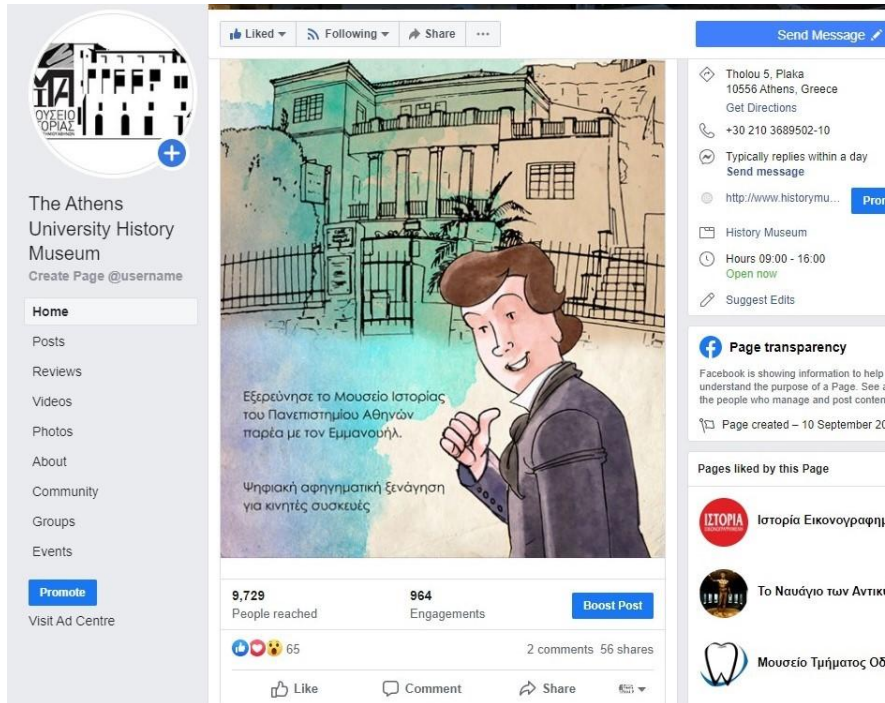 ΟΥΣΕΙΟ
ΤΟΡΙΑΣ
The Athens
University History
Museum
Create Page @username
Home
Posts
Reviews
Videos
Photos
About
Community
Groups
Events
Promote
Visit Ad Centre
Liked
Following
Share
Εξερεύνησε το Μουσείο Ιστορίας
του Πανεπιστημίου Αθηνών
παρέα με τον Εμμανουήλ.
Ψηφιακή αφηγηματική ξενάγηση
για κινητές συσκευές
9,729
People reached
964
Engagements
Boost Post
65
2 comments 56 shares
Like
Comment
Share
Send Message
Tholou 5, Plaka
10556 Athens, Greece
Get Directions
+30 210 3689502-10
Typically replies within a day
Send message
http://www.historymu...
Pror
History Museum
Hours 09:00 - 16:00
Open now
Suggest Edits
Page transparency
Facebook is showing information to help
understand the purpose of a Page. See a
the people who manage and post conten
Page created – 10 September 20
Pages liked by this Page
ΙΣΤΟΡΙΑ
Ιστορία Εικονογραφημ
Το Ναυάγιο των Αντικ
Μουσείο Τμήματος Οδ